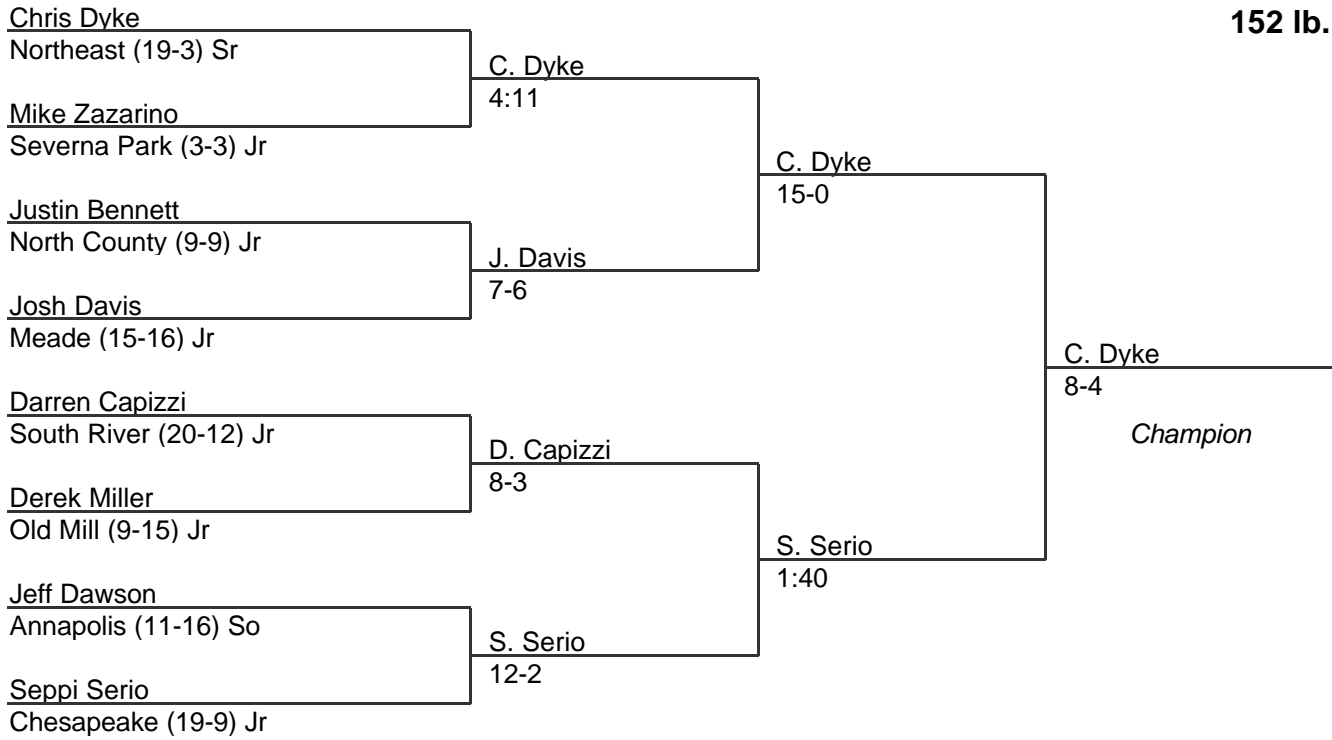 Chris Dyke
152 lb.
Northeast (19-3) Sr
C. Dyke
4:11
Mike Zazarino
Severna Park (3-3) Jr
C. Dyke
15-0
Justin Bennett
North County (9-9) Jr
J. Davis
7-6
Josh Davis
Meade (15-16) Jr
C. Dyke
8-4
Champion
Darren Capizzi
South River (20-12) Jr
D. Capizzi
8-3
Derek Miller
Old Mill (9-15) Jr
S. Serio
1:40
Jeff Dawson
Annapolis (11-16) So
S. Serio
12-2
Seppi Serio
Chesapeake (19-9) Jr